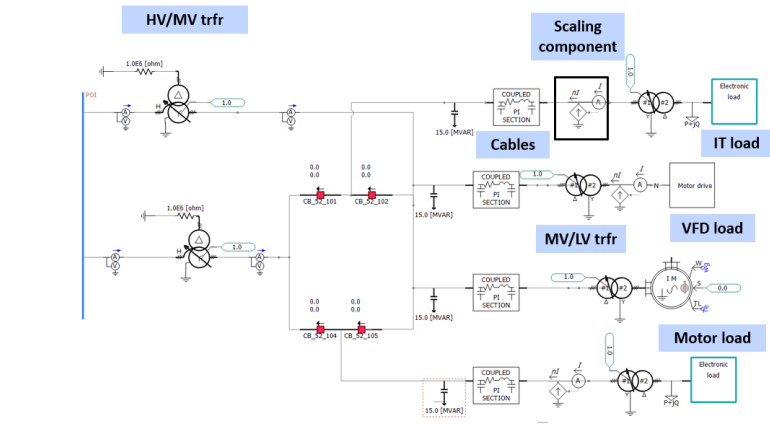 HV/MV trfr
Scaling
component
1.0E6 [ohm]
POI
H
1.0
A
V
A
V
15.0 [MVAR]
COUPLED
PI
SECTION
nI
I
A
1.0
#1
#2
P+jQ
Electronic
load
Cables
IT load
0.0
0.0
0.0
0.0
CB_52_101
CB_52_102
15.0 [MVAR]
COUPLED
PI
SECTION
1.0
#1
#2
nI
I
A
N
Motor drive
1.0E6 [ohm]
H
1.0
A
V
A
V
MV/LV trfr
VFD load
0.0
0.0
0.0
0.0
CB_52_104
CB_52_105
15.0 [MVAR]
COUPLED
PI
SECTION
1.0
#1
#2
I M
W
S
TL
0.0
Motor load
15.0 [MVAR]
COUPLED
PI
SECTION
nI
I
A
1.0
#1
#2
P+jQ
Electronic
load